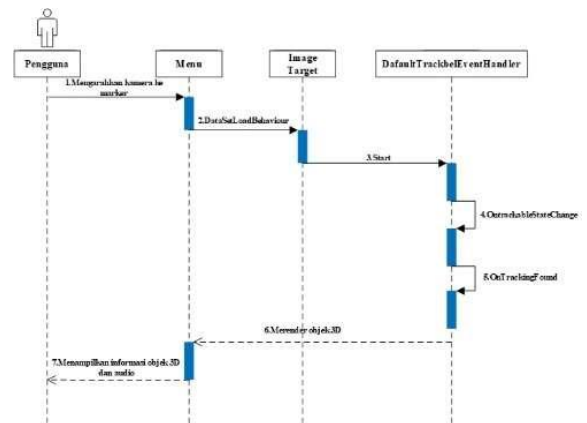 Pengguna
Menu
Image
Target
DafaultTrackbelEventHandler
1.Mengarahkan kamera ke
marker
2.DataSetLoadBehaviour
3.Start
4.OntrackableStateChange
5.OnTrackingFound
6.Merender objek 3D
7.Menampilkan informasi objek 3D
dan audio